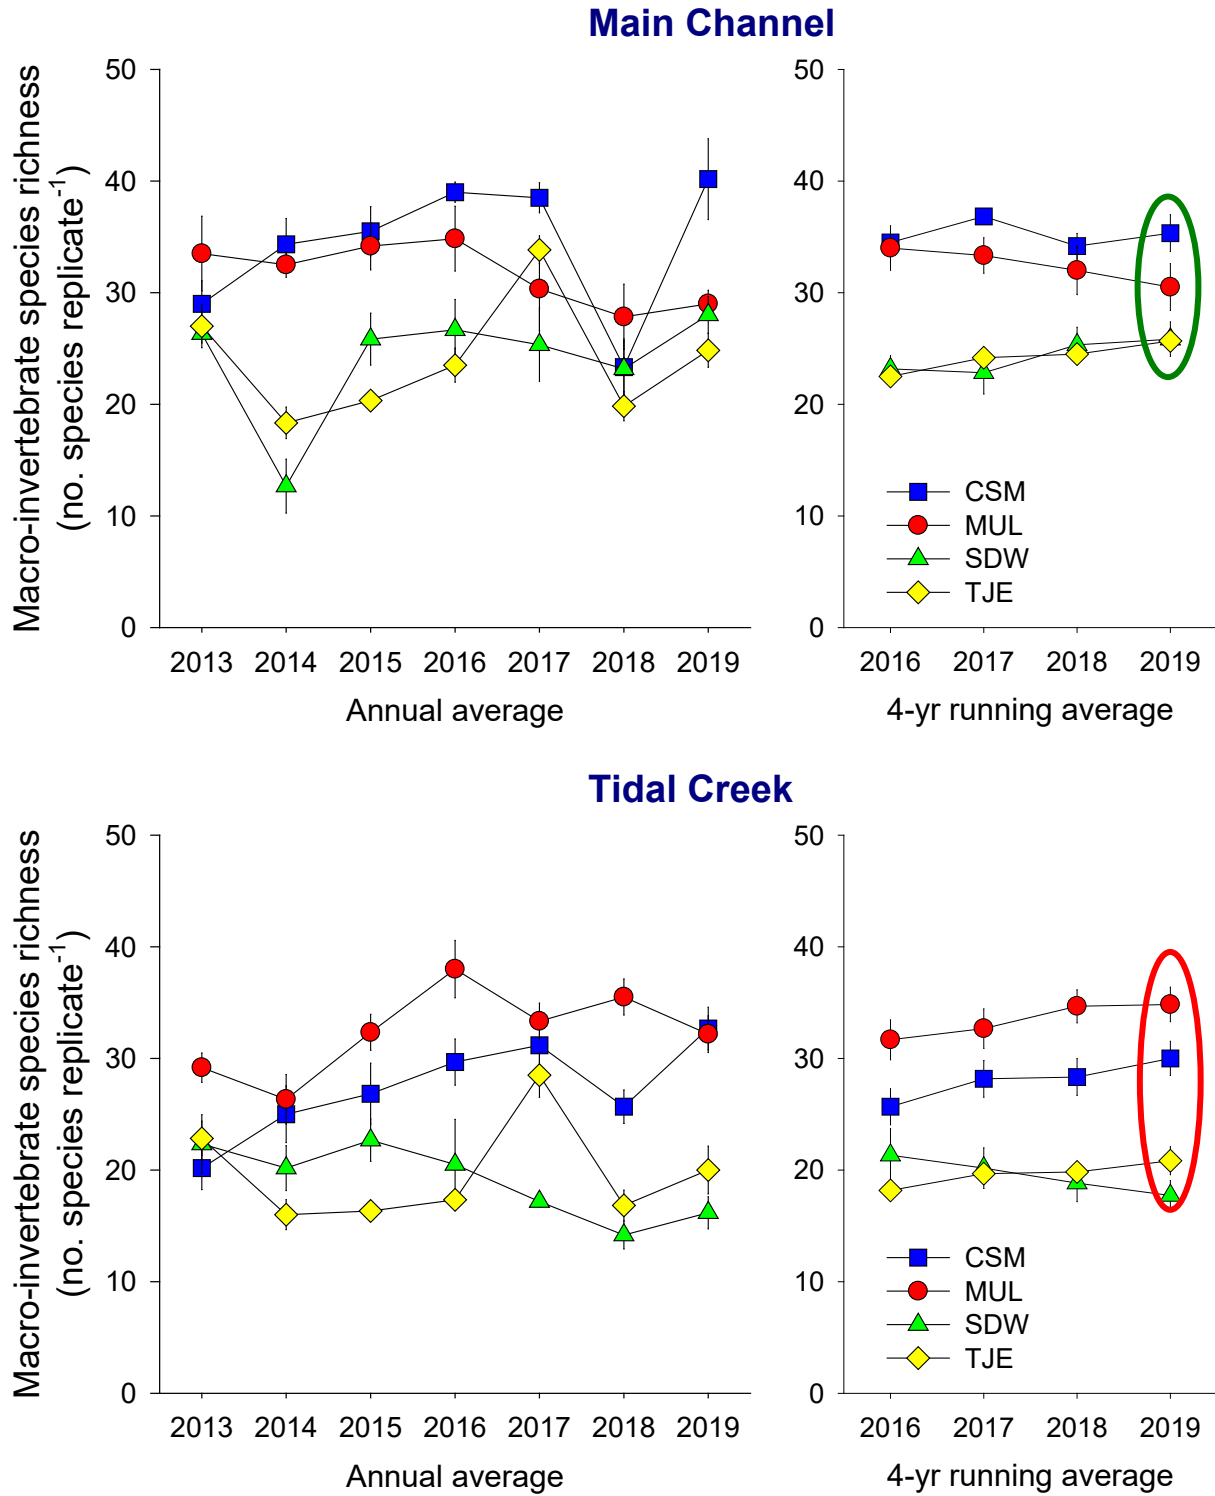 Main Channel
Macro-invertebrate species richness
(no. species replicate⁻¹)
50
40
30
20
10
0
2013 2014 2015 2016 2017 2018 2019
Annual average
50
40
30
20
10
0
CSM
MUL
SDW
TJE
2016 2017 2018 2019
4-yr running average
Tidal Creek
Macro-invertebrate species richness
(no. species replicate⁻¹)
50
40
30
20
10
0
2013 2014 2015 2016 2017 2018 2019
Annual average
50
40
30
20
10
0
CSM
MUL
SDW
TJE
2016 2017 2018 2019
4-yr running average